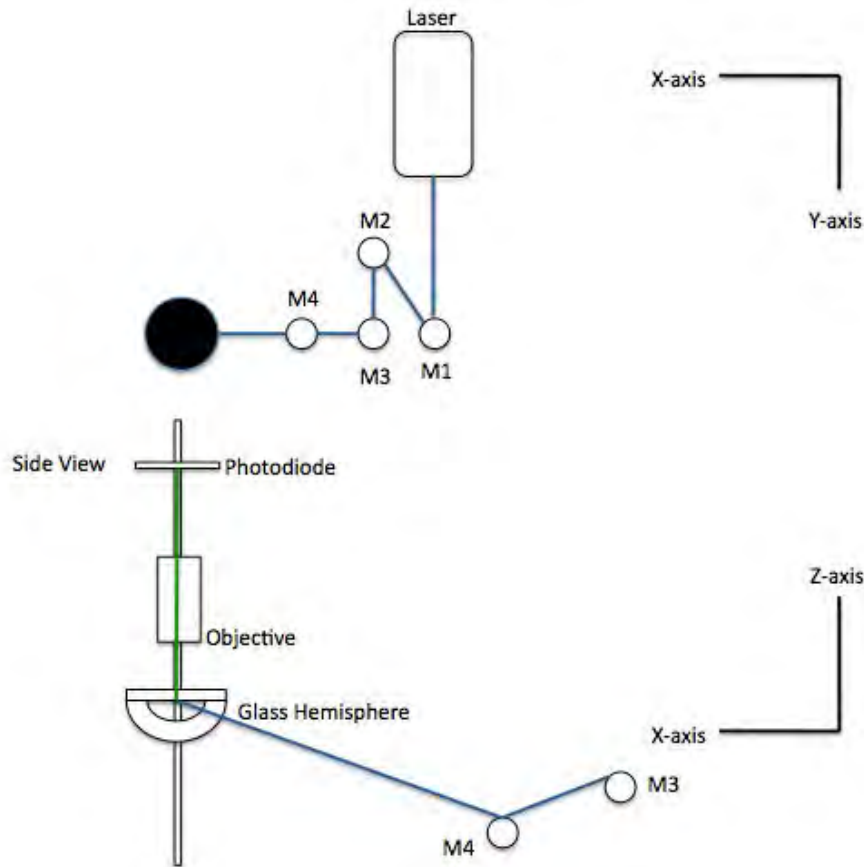 Laser
X-axis
Y-axis
M2
M4
M3
M1
Side View
Photodiode
Z-axis
Objective
Glass Hemisphere
X-axis
M3
M4